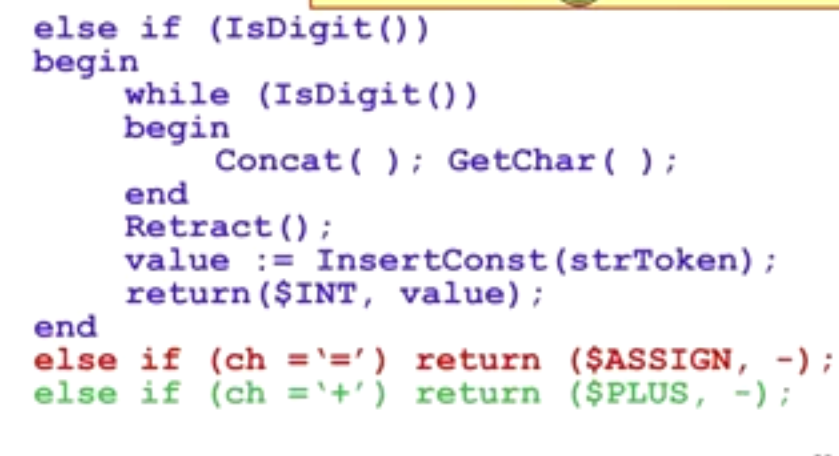 else if (IsDigit())
begin
while (IsDigit())
begin
Concat( ); GetChar( );
end
Retract();
value := InsertConst(strToken);
return($INT, value);
end
else if (ch =‘=’) return ($ASSIGN, -);
else if (ch =‘+’) return ($PLUS, -);